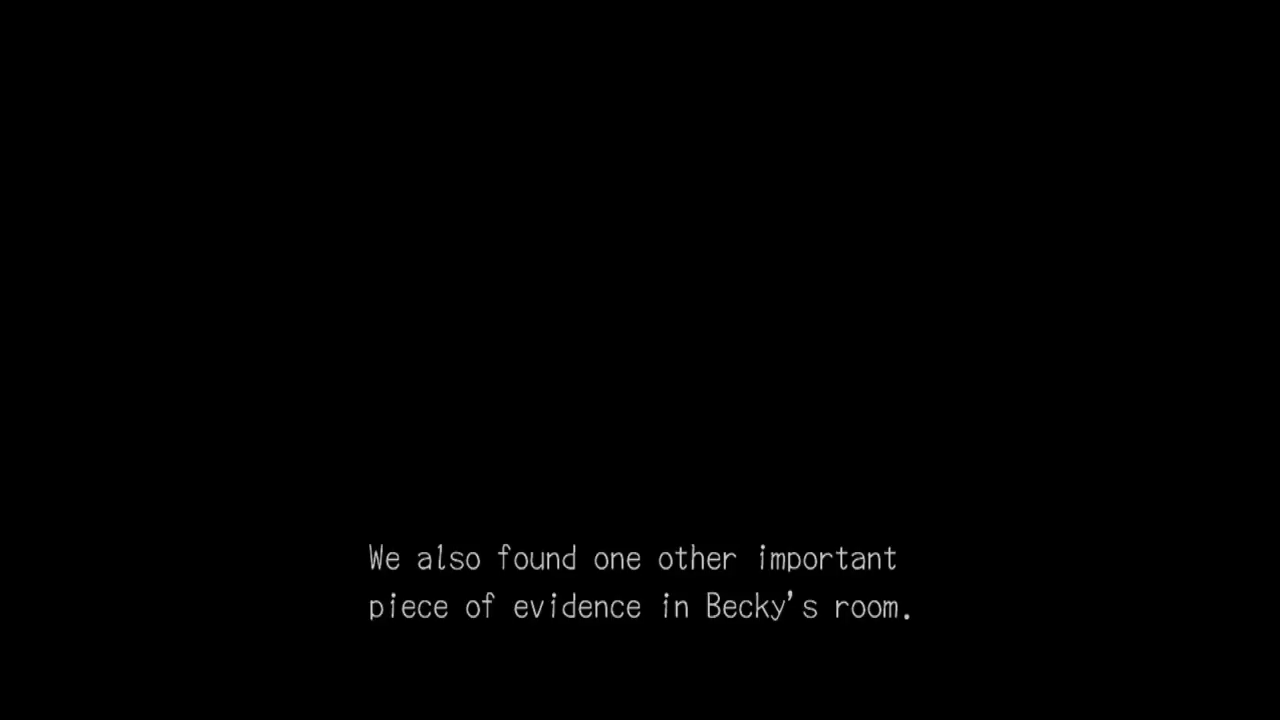 We also found one other important
piece of evidence in Becky's room.